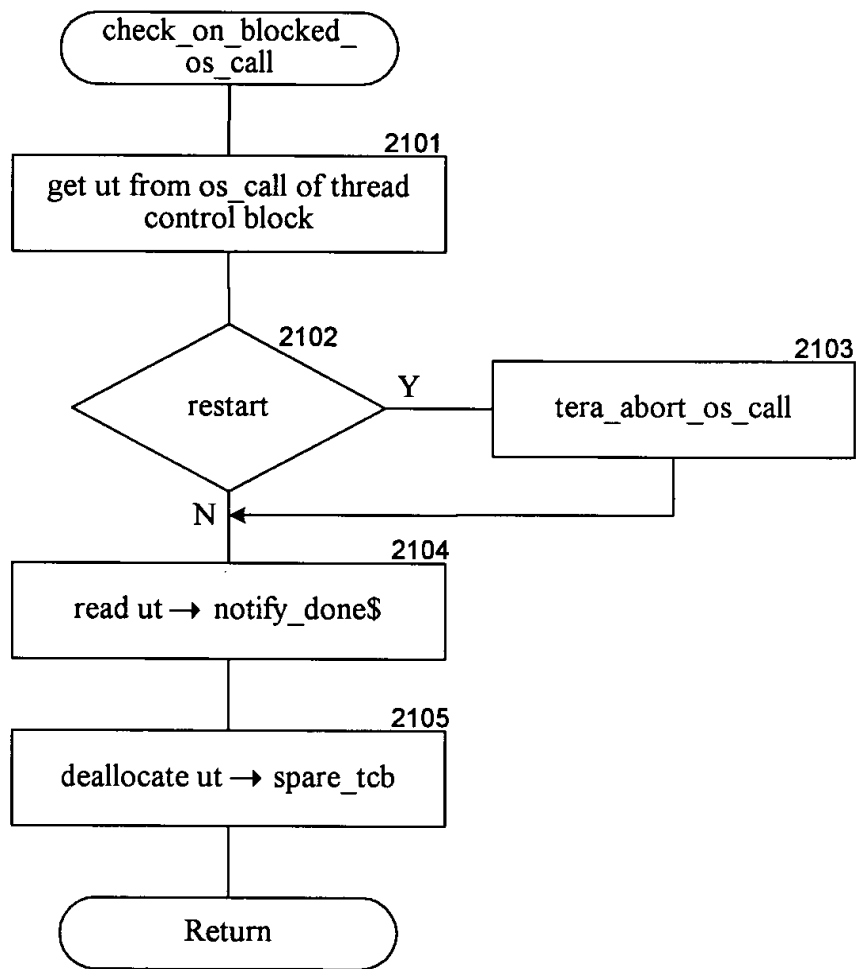 check_on_blocked_
os_call
2101
get ut from os_call of thread
control block
2102
restart
Y
2103
tera_abort_os_call
N
2104
read ut → notify_done$
2105
deallocate ut → spare_tcb
Return